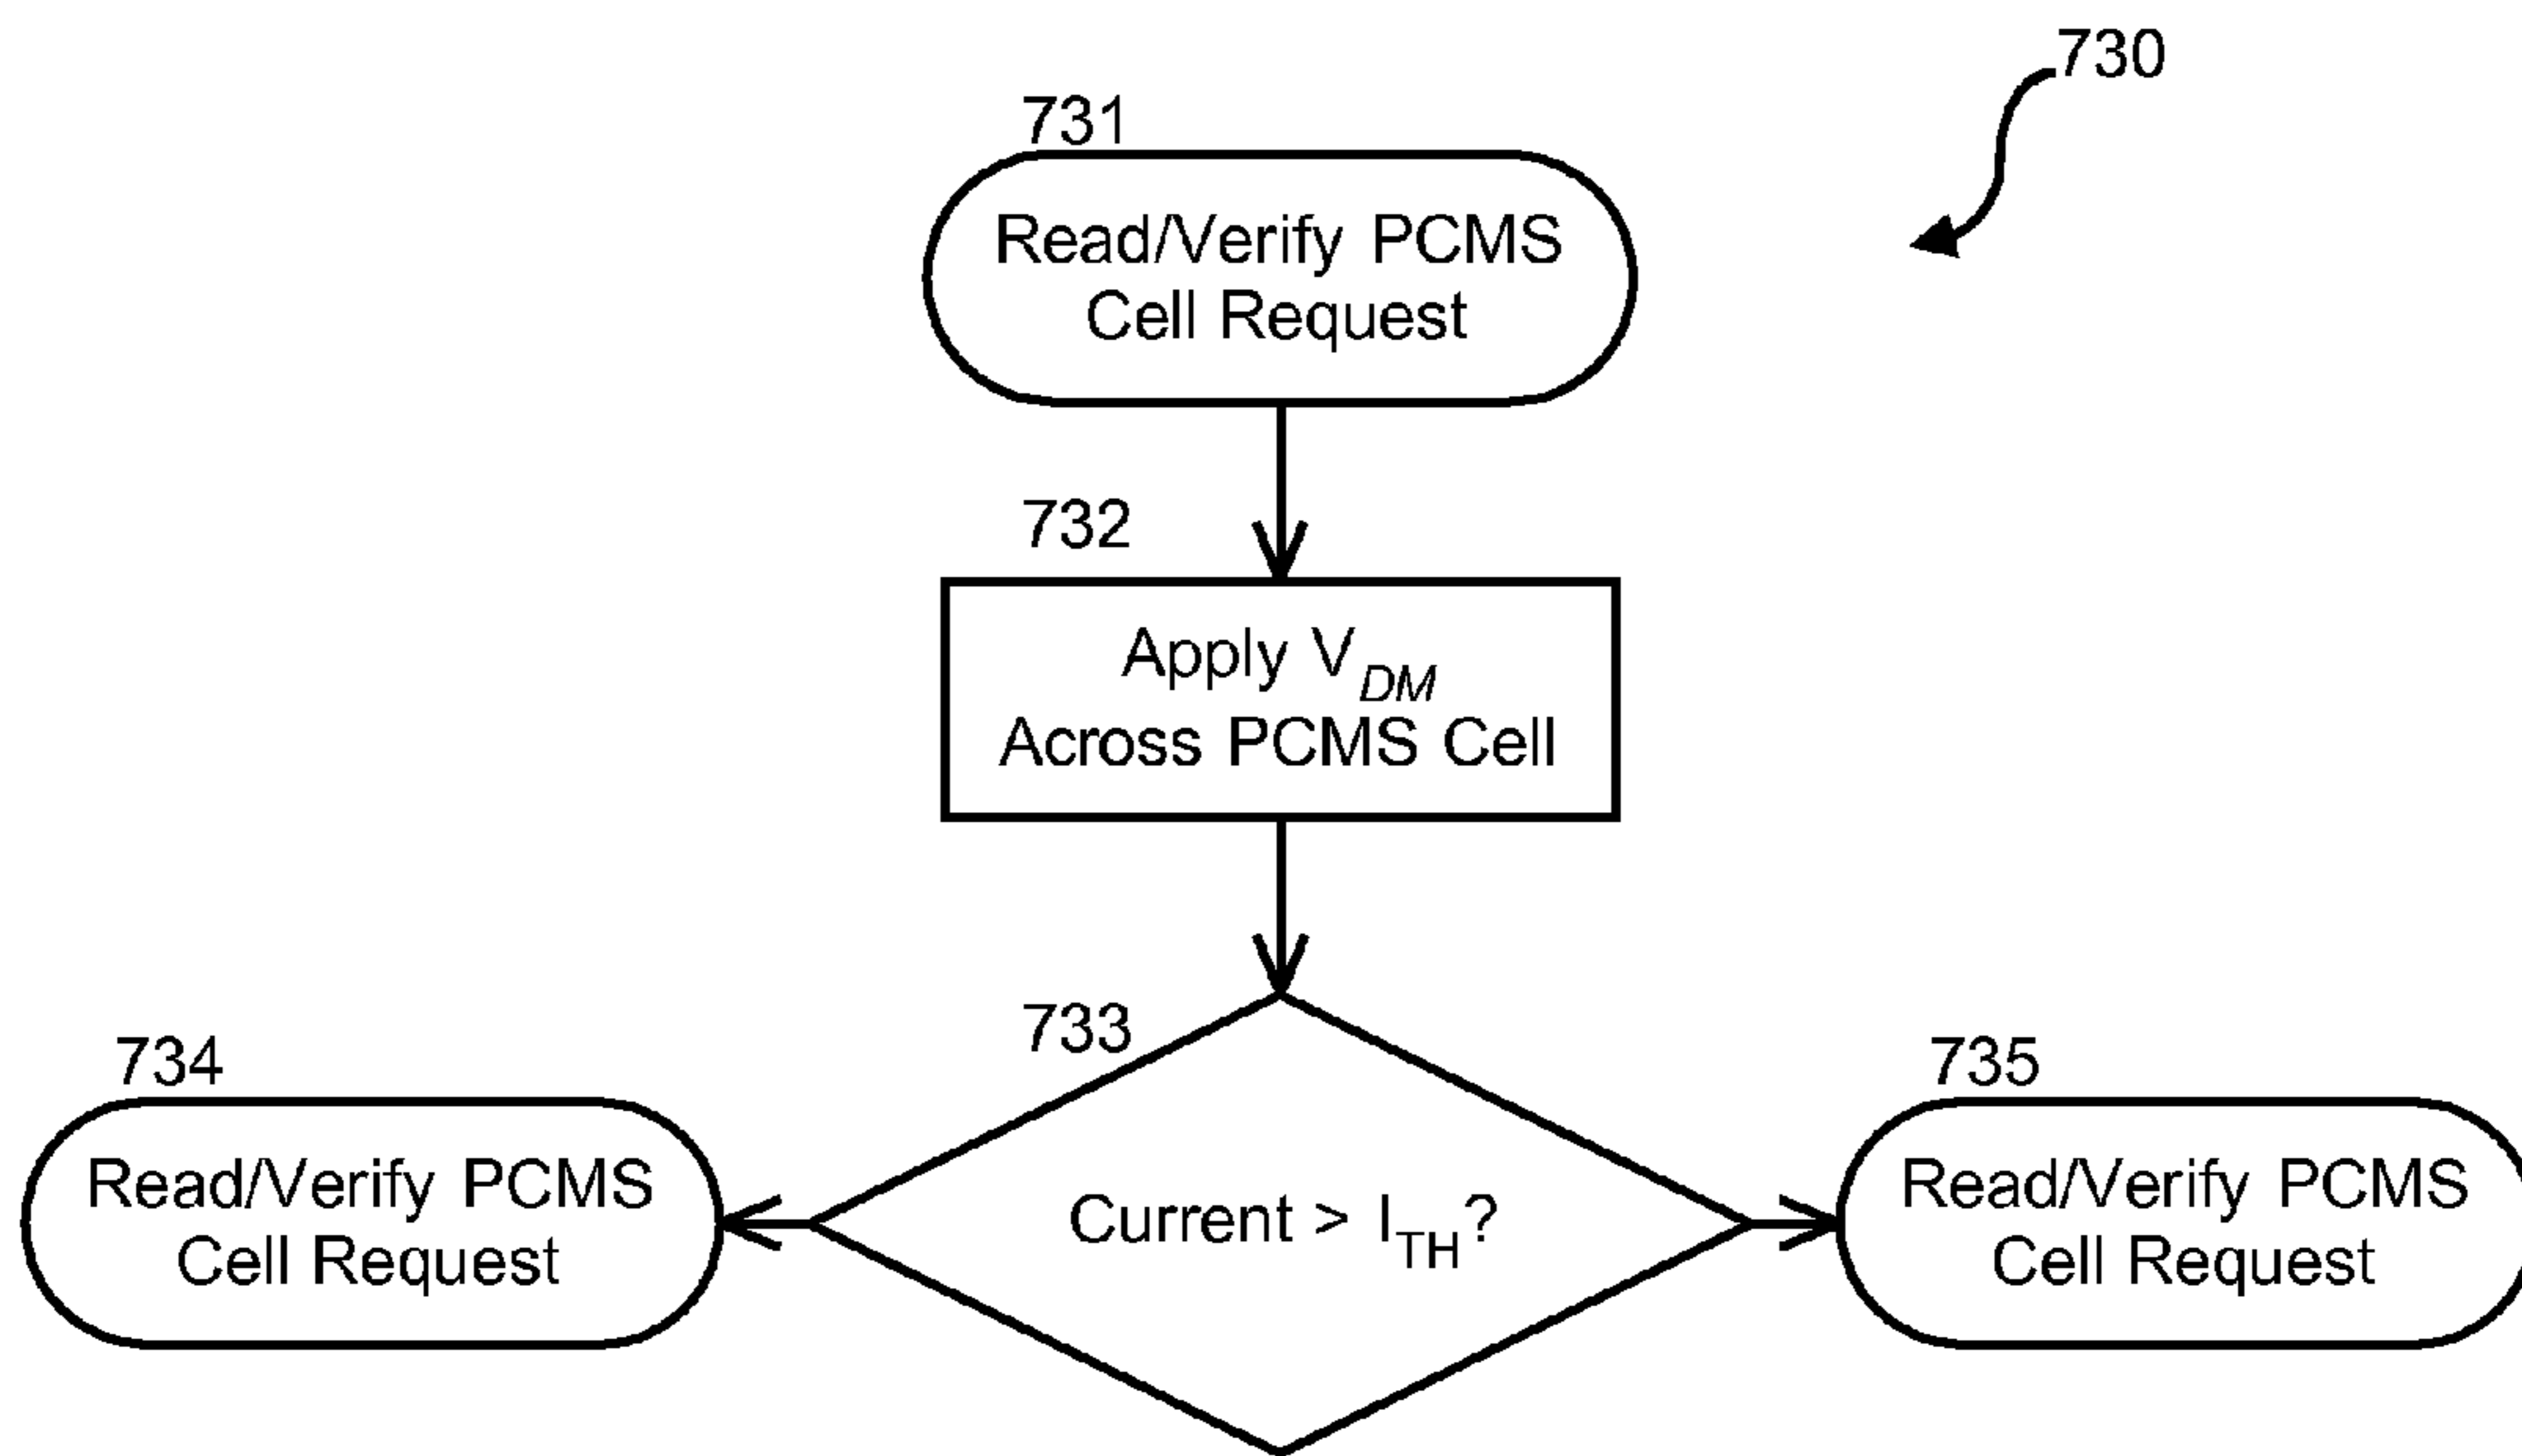 730
731
Read/Verify PCMS
Cell Request
732
Apply V_DM
Across PCMS Cell
733
Current > I_TH?
734
Read/Verify PCMS
Cell Request
735
Read/Verify PCMS
Cell Request